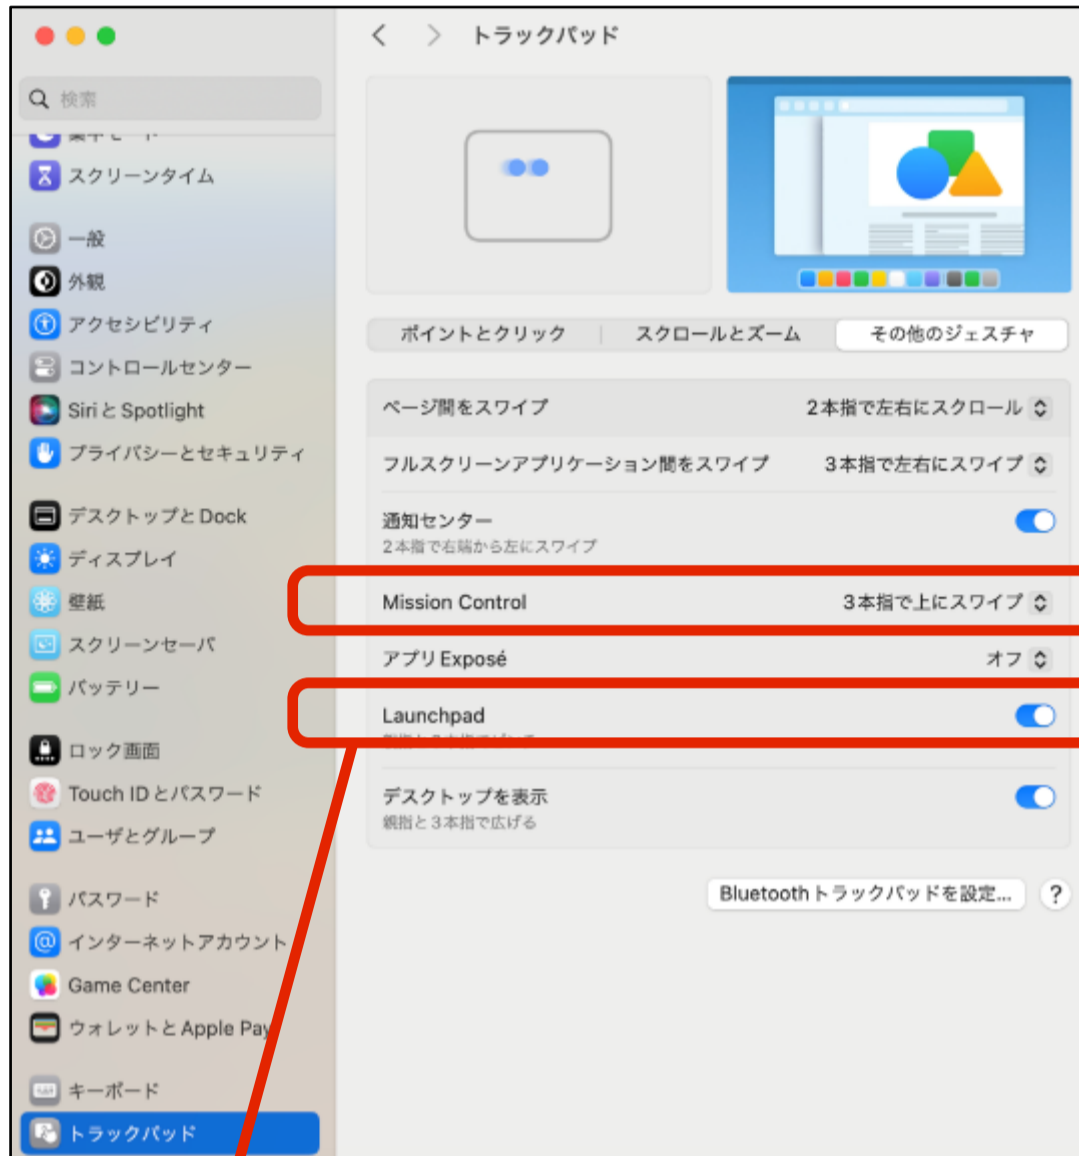 トラックパッド
検索
スクリーンタイム
一般
外観
アクセシビリティ
コントロールセンター
Siri と Spotlight
プライバシーとセキュリティ
デスクトップと Dock
ディスプレイ
壁紙
スクリーンセーバ
バッテリー
ロック画面
Touch ID とパスワード
ユーザとグループ
パスワード
インターネットアカウント
Game Center
ウォレットと Apple Pay
キーボード
トラックパッド
ポイントとクリック
スクロールとズーム
その他のジェスチャ
ページ間をスワイプ 2本指で左右にスクロール
フルスクリーンアプリケーション間をスワイプ 3本指で左右にスワイプ
通知センター
2本指で右端から左にスワイプ
Mission Control 3本指で上にスワイプ
アプリ Exposé オフ
Launchpad
デスクトップを表示
親指と3本指で広げる
Bluetoothトラックパッドを設定... ?